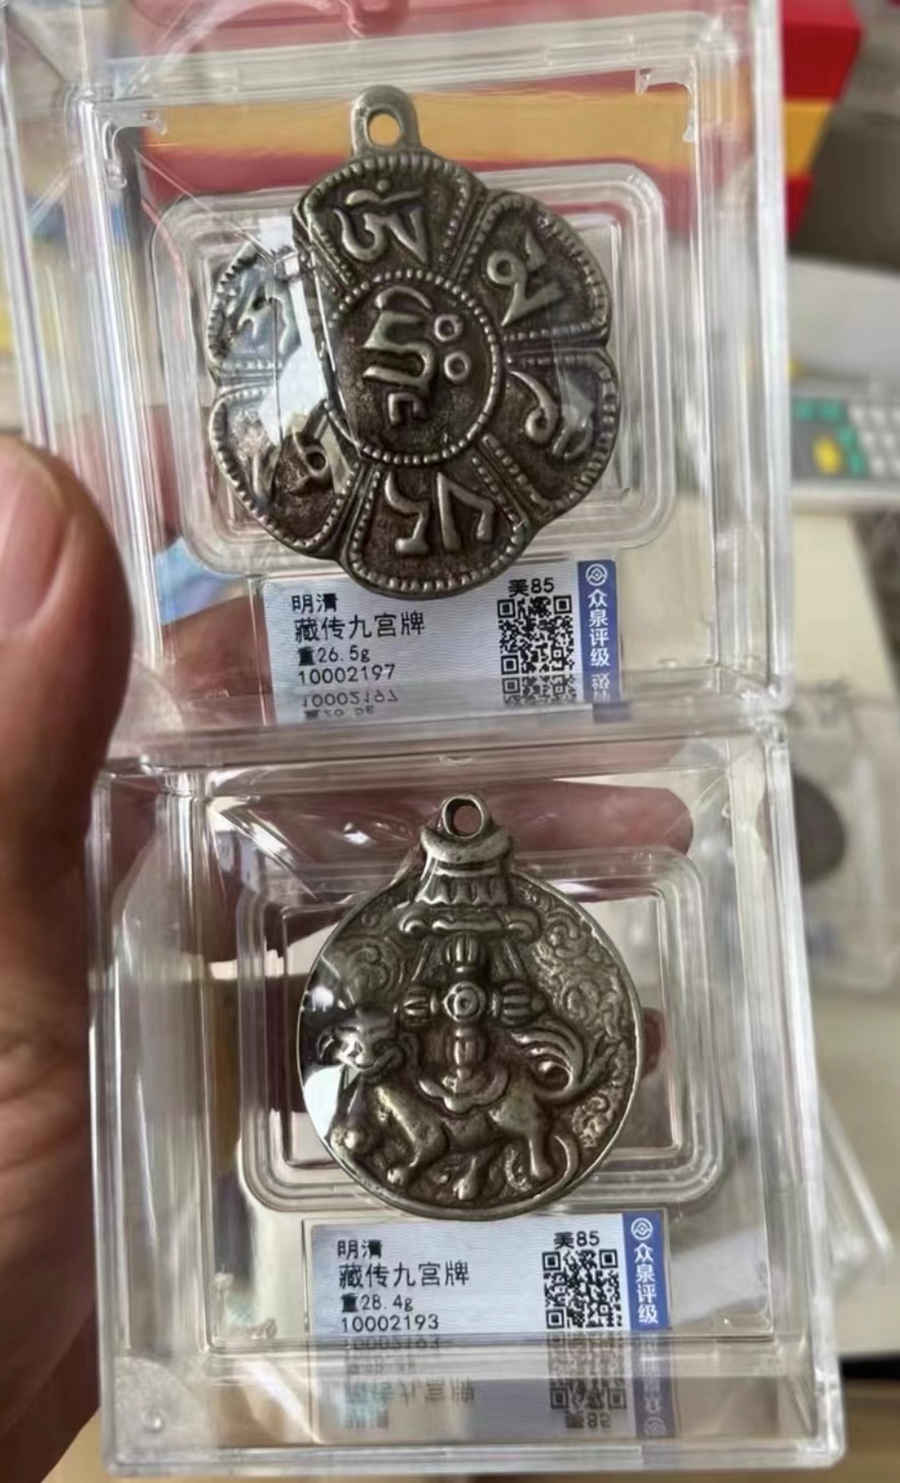 ཨོཾ
མ
ཎི
པ
ཧཱུྃ
明清
藏传九宫牌
重26.5g
10002197
美85
众泉评级
明清
藏传九宫牌
重28.4g
10002193
美85
众泉评级